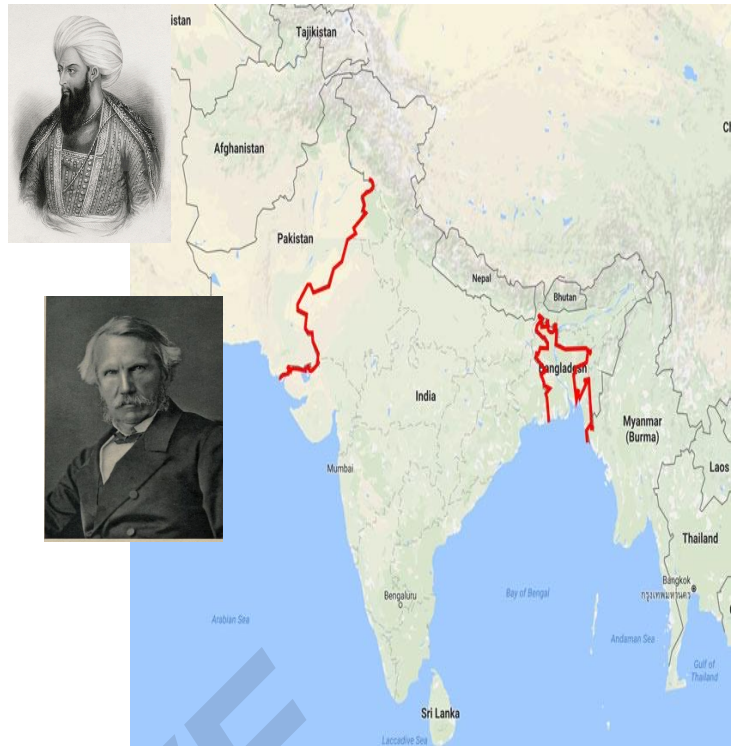 istan
Tajikistan
Afghanistan
Pakistan
Nepal
Bhutan
Bangladesh
India
Myanmar
(Burma)
Laos
Mumbai
Thailand
Bay of Bengal
Bangkok
กรุงเทพมหานคร
Bengaluru
Arabian Sea
Andaman Sea
Gulf of
Thailand
Sri Lanka
Laccadive Sea